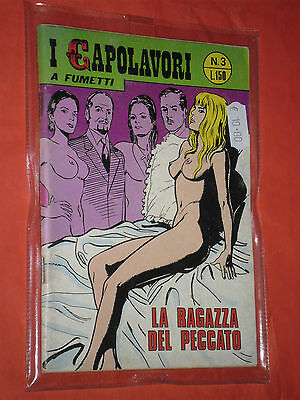 I CAPOLAVORI
A FUMETTI
N.3
L.150
LA RAGAZZA
DEL PECCATO